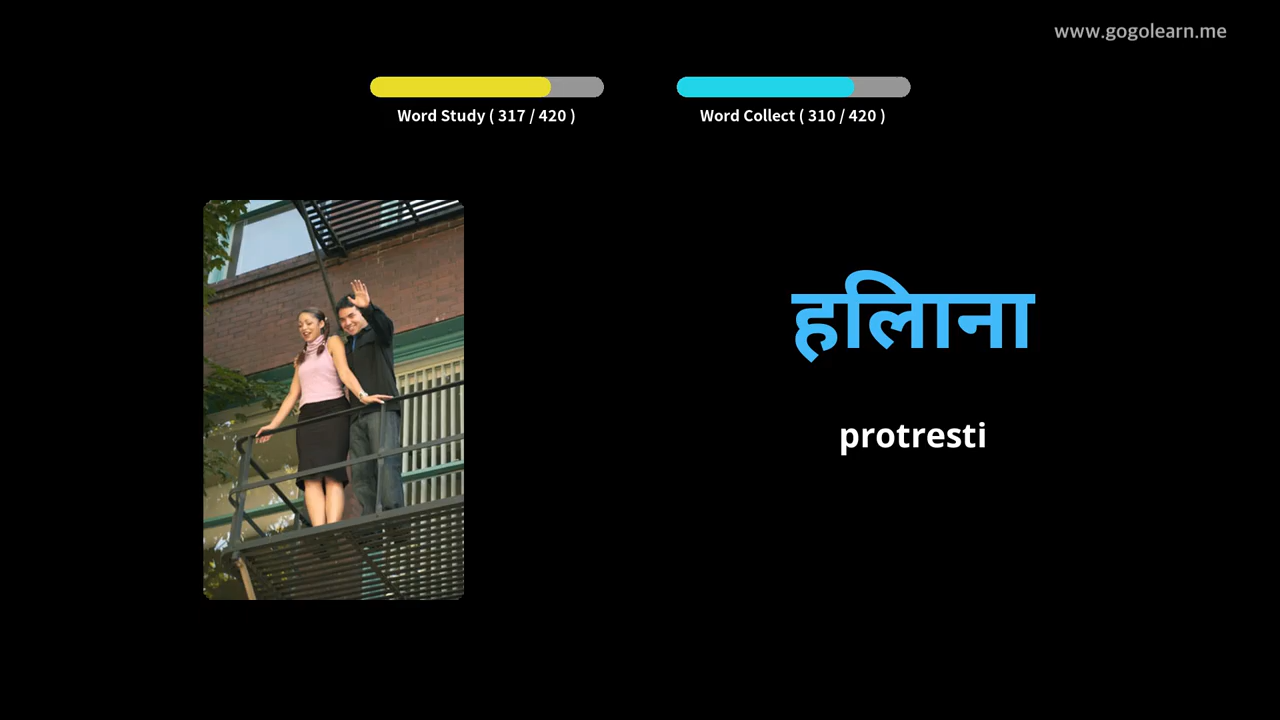 www.gogolearn.me
Word Study ( 317 / 420 )
Word Collect ( 310 / 420 )
हलिाना
protresti